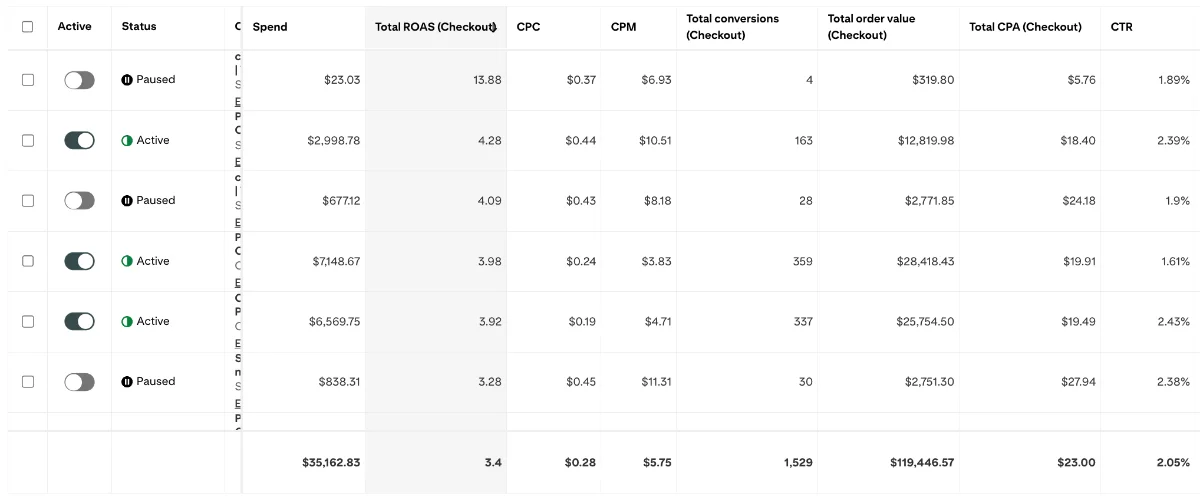 Active Status C Spend Total ROAS (Checkout) CPC CPM Total conversions (Checkout) Total order value (Checkout) Total CPA (Checkout) CTR
c
|
S
E
Paused $23.03 13.88 $0.37 $6.93 4 $319.80 $5.76 1.89%
P
C
S
E
Active $2,998.78 4.28 $0.44 $10.51 163 $12,819.98 $18.40 2.39%
c
|
S
E
Paused $677.12 4.09 $0.43 $8.18 28 $2,771.85 $24.18 1.9%
P
C
C
E
Active $7,148.67 3.98 $0.24 $3.83 359 $28,418.43 $19.91 1.61%
C
P
C
E
Active $6,569.75 3.92 $0.19 $4.71 337 $25,754.50 $19.49 2.43%
S
n
S
E
Paused $838.31 3.28 $0.45 $11.31 30 $2,751.30 $27.94 2.38%
P
$35,162.83 3.4 $0.28 $5.75 1,529 $119,446.57 $23.00 2.05%